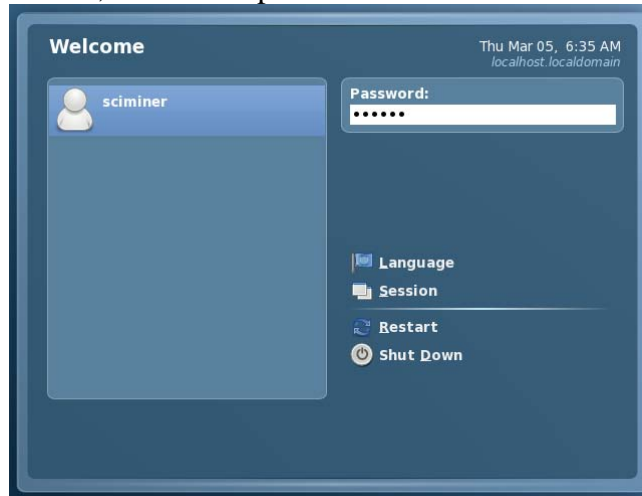 Welcome
Thu Mar 05, 6:35 AM
localhost.localdomain
sciminer
Password:
••••••
Language
Session
Restart
Shut Down